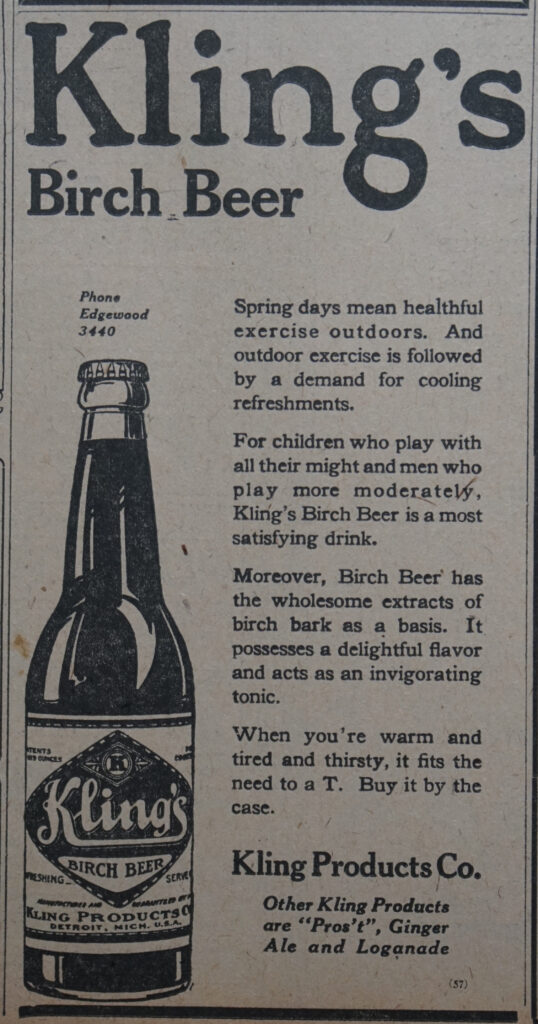 Kling's
Birch Beer
Phone
Edgewood
3440
Spring days mean healthful
exercise outdoors. And
outdoor exercise is followed
by a demand for cooling
refreshments.
For children who play with
all their might and men who
play more moderately,
Kling's Birch Beer is a most
satisfying drink.
Moreover, Birch Beer has
the wholesome extracts of
birch bark as a basis. It
possesses a delightful flavor
and acts as an invigorating
tonic.
When you're warm and
tired and thirsty, it fits the
need to a T. Buy it by the
case.
K
Kling's
BIRCH BEER
SERVE
MANUFACTURED AND GUARANTEED BY
KLING PRODUCTS
DETROIT, MICH. U.S.A.
Kling Products Co.
Other Kling Products
are "Pros't", Ginger
Ale and Loganade
(57)